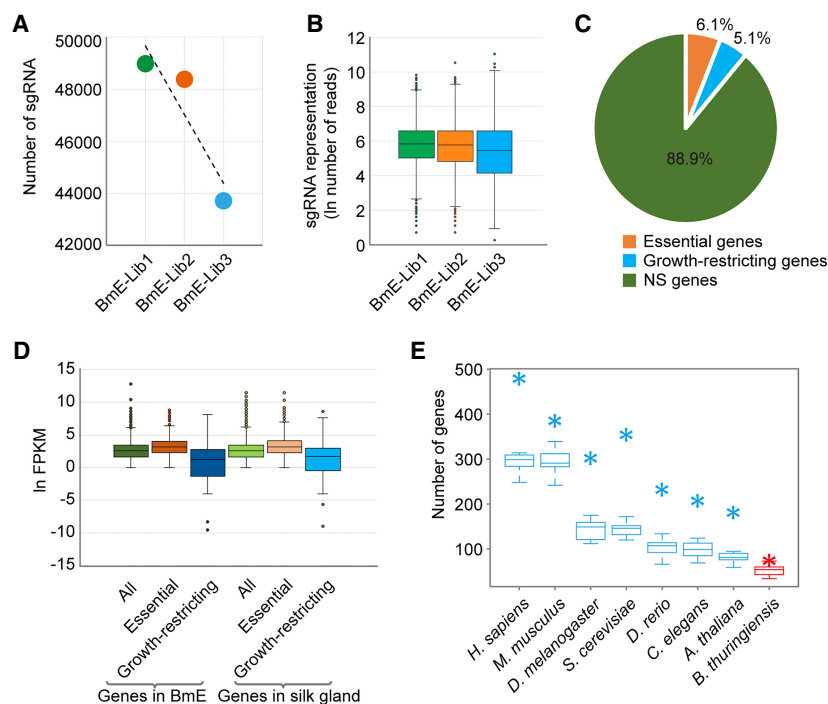 A
Number of sgRNA
50000
48000
46000
44000
42000
BmE-Lib1
BmE-Lib2
BmE-Lib3
B
sgRNA representation
(ln number of reads)
12
10
8
6
4
2
0
BmE-Lib1
BmE-Lib2
BmE-Lib3
C
6.1%
5.1%
88.9%
Essential genes
Growth-restricting genes
NS genes
D
ln FPKM
15
10
5
0
-5
-10
-15
All
Essential
Growth-restricting
All
Essential
Growth-restricting
Genes in BmE
Genes in silk gland
E
Number of genes
500
400
300
200
100
H. sapiens
M. musculus
D. melanogaster
S. cerevisiae
D. rerio
C. elegans
A. thaliana
B. thuringiensis